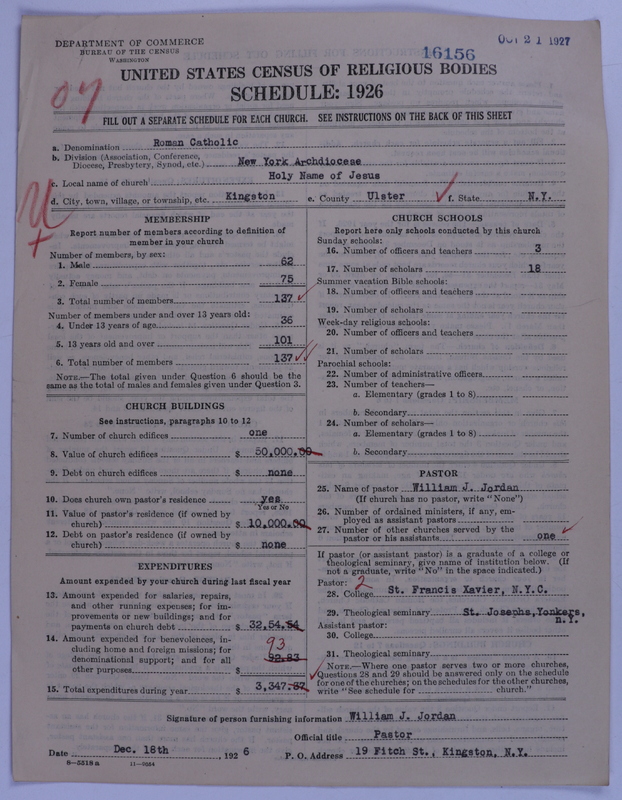 DEPARTMENT OF COMMERCE
BUREAU OF THE CENSUS
WASHINGTON
OCT 21 1927
16156
UNITED STATES CENSUS OF RELIGIOUS BODIES
SCHEDULE: 1926
FILL OUT A SEPARATE SCHEDULE FOR EACH CHURCH. SEE INSTRUCTIONS ON THE BACK OF THIS SHEET
a. Denomination Roman Catholic
b. Division (Association, Conference,
Diocese, Presbytery, Synod, etc.) New York Archdiocese
c. Local name of church Holy Name of Jesus
d. City, town, village, or township, etc. Kingston e. County Ulster f. State N.Y.
MEMBERSHIP
Report number of members according to definition of
member in your church
Number of members, by sex:
1. Male 62
2. Female 75
3. Total number of members 137
Number of members under and over 13 years old:
4. Under 13 years of age 36
5. 13 years old and over 101
6. Total number of members 137
NOTE.—The total given under Question 6 should be the
same as the total of males and females given under Question 3.
CHURCH BUILDINGS
See instructions, paragraphs 10 to 12
7. Number of church edifices one
8. Value of church edifices $ 50,000.00
9. Debt on church edifices $ none
10. Does church own pastor's residence yes
Yes or No
11. Value of pastor's residence (if owned by
church) $ 10,000.00
12. Debt on pastor's residence (if owned by
church) $ none
EXPENDITURES
Amount expended by your church during last fiscal year
13. Amount expended for salaries, repairs,
and other running expenses; for im-
provements or new buildings; and for
payments on church debt $ 32,54.54
14. Amount expended for benevolences, in-
cluding home and foreign missions; for
denominational support; and for all
other purposes $ 92.83
93
15. Total expenditures during year $ 3,347.37
CHURCH SCHOOLS
Report here only schools conducted by this church
Sunday schools:
16. Number of officers and teachers 3
17. Number of scholars 18
Summer vacation Bible schools:
18. Number of officers and teachers
19. Number of scholars
Week-day religious schools:
20. Number of officers and teachers
21. Number of scholars
Parochial schools:
22. Number of administrative officers
23. Number of teachers—
a. Elementary (grades 1 to 8)
b. Secondary
24. Number of scholars—
a. Elementary (grades 1 to 8)
b. Secondary
PASTOR
25. Name of pastor William J. Jordan
(If church has no pastor, write "None")
26. Number of ordained ministers, if any, em-
ployed as assistant pastors
27. Number of other churches served by the
pastor or his assistants one
If pastor (or assistant pastor) is a graduate of a college or
theological seminary, give name of institution below. (If
not a graduate, write "No" in the space indicated.)
Pastor: 2
28. College St. Francis Xavier, N.Y.C.
29. Theological seminary St. Josephs, Yonkers,
n.Y.
Assistant pastor:
30. College
31. Theological seminary
NOTE.—Where one pastor serves two or more churches,
Questions 28 and 29 should be answered only on the schedule
for one of the churches; on the schedules for the other churches,
write "See schedule for church."
Signature of person furnishing information William J. Jordan
Official title Pastor
Date Dec. 18th, 192 6 P. O. Address 19 Fitch St., Kingston, N.Y.
8—5518a 11—9554